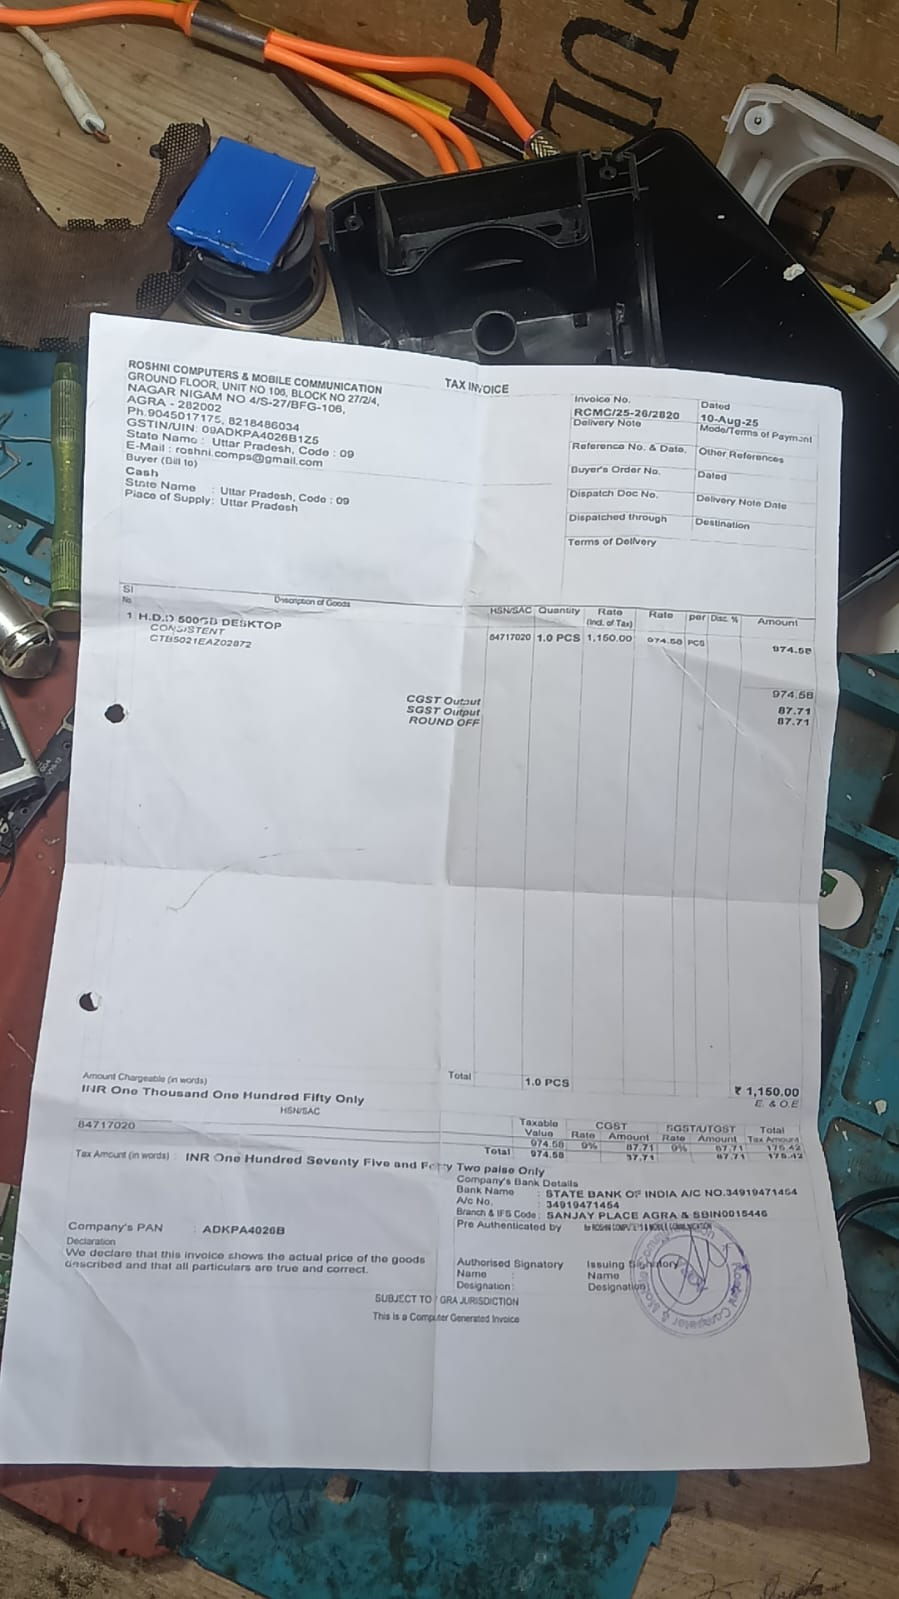 TAX INVOICE
ROSHNI COMPUTERS & MOBILE COMMUNICATION
GROUND FLOOR, UNIT NO 106, BLOCK NO 27/2/4,
NAGAR NIGAM NO 4/S-27/BFG-106,
AGRA - 282002
Ph.9045017175, 8218486034
GSTIN/UIN: 09ADKPA4026B1Z5
State Name : Uttar Pradesh, Code : 09
E-Mail : roshni.comps@gmail.com
Buyer (Bill to)
Cash
State Name : Uttar Pradesh, Code : 09
Place of Supply: Uttar Pradesh
Invoice No. Dated
RCMC/25-26/2820 10-Aug-25
Delivery Note Mode/Terms of Payment
Reference No. & Date. Other References
Buyer's Order No. Dated
Dispatch Doc No. Delivery Note Date
Dispatched through Destination
Terms of Delivery
Sl No. Description of Goods HSN/SAC Quantity Rate (Incl. of Tax) Rate per Disc. % Amount
1 H.D.D 500GB DESKTOP 84717020 1.0 PCS 1,150.00 974.58 PCS 974.58
CONSISTENT
CTB5021EAZ02872
974.58
CGST Output 87.71
SGST Output 87.71
ROUND OFF
Total 1.0 PCS ₹ 1,150.00
Amount Chargeable (in words) E. & O.E
INR One Thousand One Hundred Fifty Only
HSN/SAC Taxable Value CGST SGST/UTGST Total
Rate Amount Rate Amount Tax Amount
84717020 974.58 9% 87.71 9% 87.71 175.42
Total 974.58 87.71 87.71 175.42
Tax Amount (in words) : INR One Hundred Seventy Five and Forty Two paise Only
Company's Bank Details
Bank Name : STATE BANK OF INDIA A/C NO.34919471454
A/c No. : 34919471454
Branch & IFS Code : SANJAY PLACE AGRA & SBIN0015446
Company's PAN : ADKPA4026B
Declaration
We declare that this invoice shows the actual price of the goods
described and that all particulars are true and correct.
Pre Authenticated by for ROSHNI COMPUTERS & MOBILE COMMUNICATION
Authorised Signatory Issuing Signatory
Name : Name
Designation: Designation
SUBJECT TO AGRA JURISDICTION
This is a Computer Generated Invoice